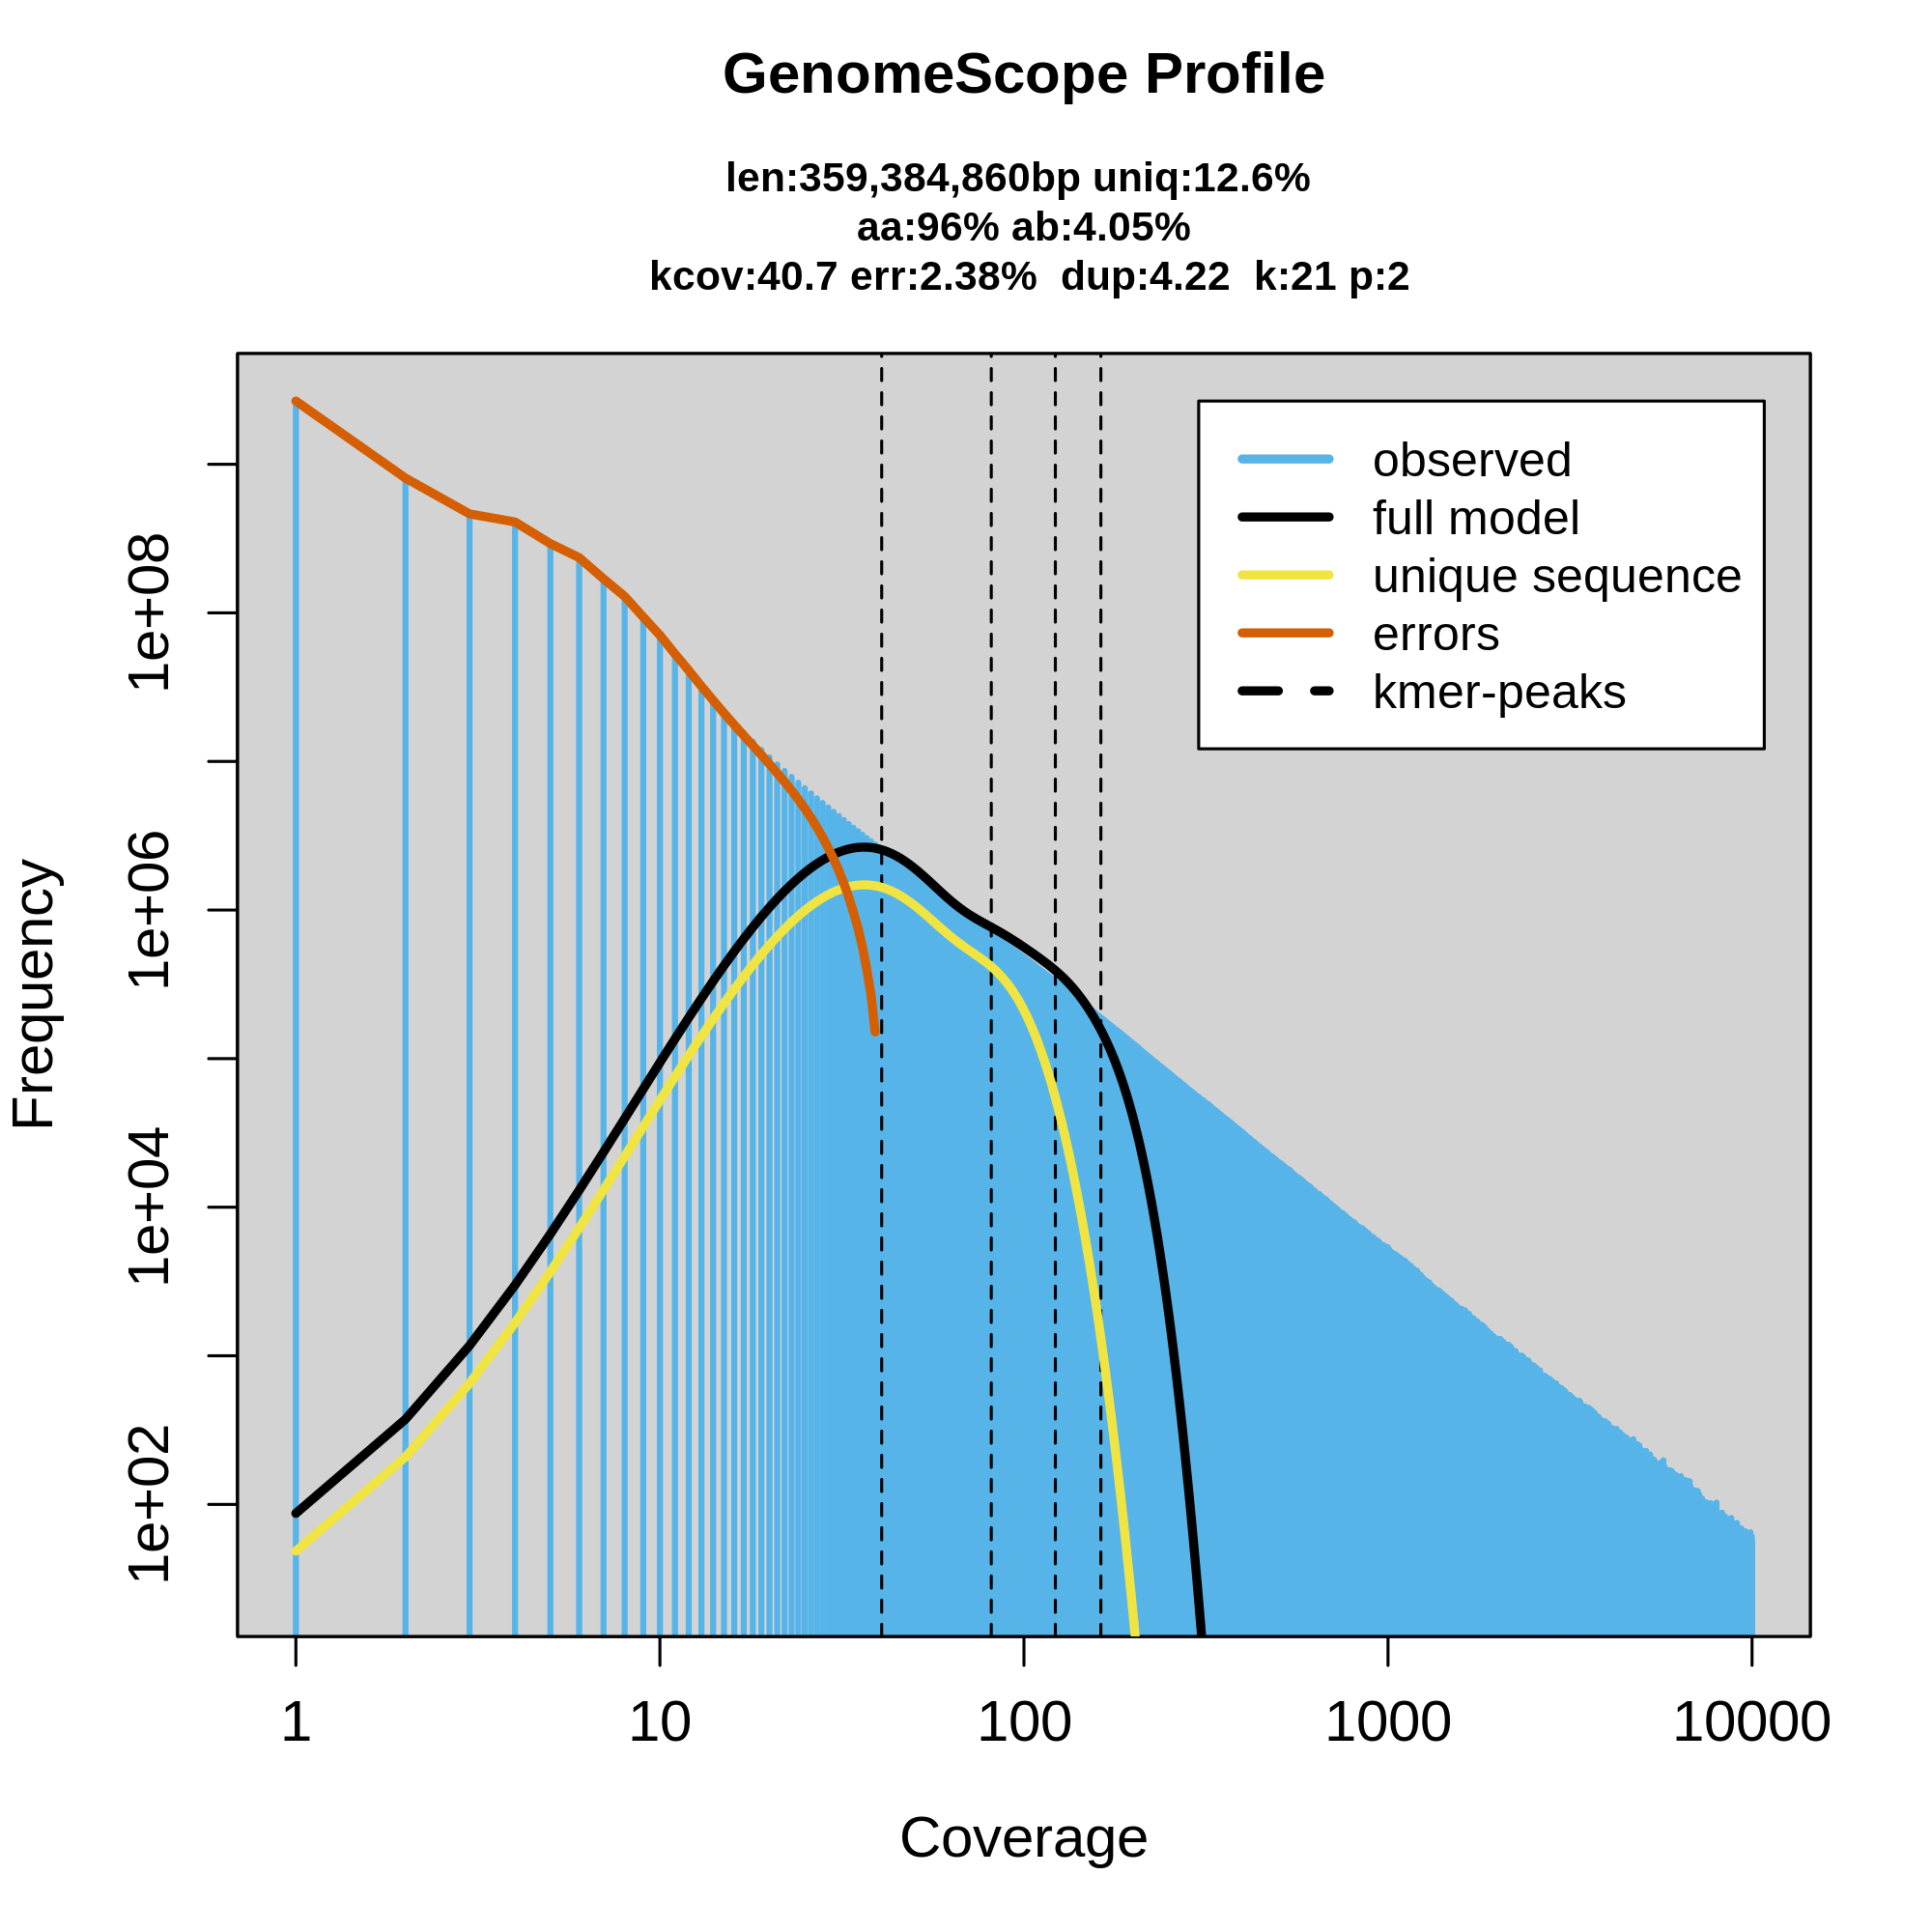 GenomeScope Profile
len:359,384,860bp uniq:12.6%
aa:96% ab:4.05%
kcov:40.7 err:2.38% dup:4.22 k:21 p:2
observed
full model
unique sequence
errors
kmer-peaks
Frequency
1e+08
1e+06
1e+04
1e+02
1 10 100 1000 10000
Coverage